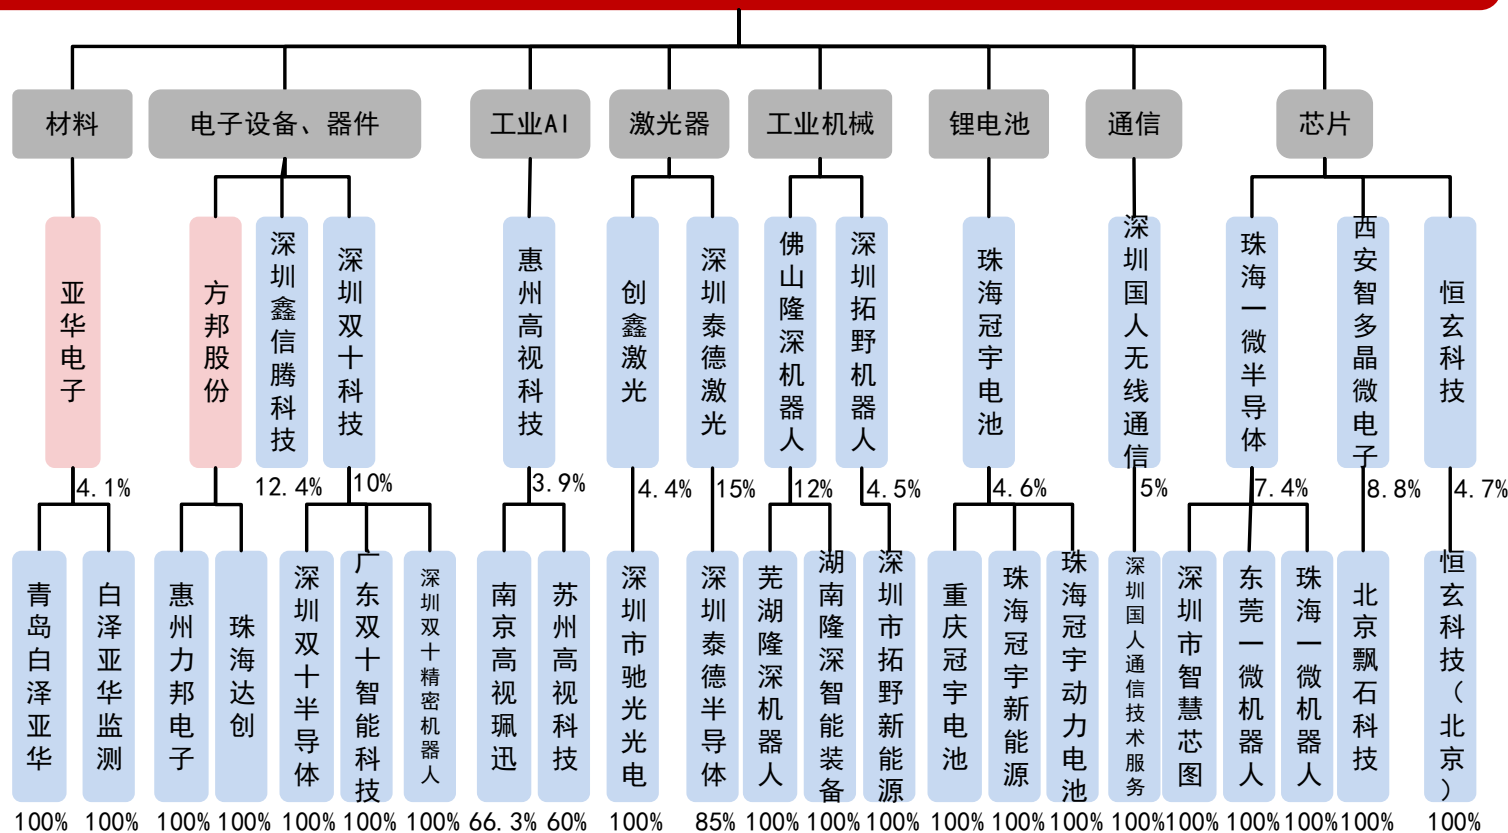 材料
电子设备、器件
工业AI
激光器
工业机械
锂电池
通信
芯片
亚华电子
方邦股份
深圳鑫信腾科技
深圳双十科技
惠州高视科技
创鑫激光
深圳泰德激光
佛山隆深机器人
深圳拓野机器人
珠海冠宇电池
深圳国人无线通信
珠海一微半导体
西安智多晶微电子
恒玄科技
4.1%
12.4%
10%
3.9%
4.4%
15%
12%
4.5%
4.6%
5%
7.4%
8.8%
4.7%
青岛白泽亚华
白泽亚华监测
惠州力邦电子
珠海达创
深圳双十半导体
广东双十智能科技
深圳双十精密机器人
南京高视珮迅
苏州高视科技
深圳市驰光光电
深圳泰德半导体
芜湖隆深机器人
湖南隆深智能装备
深圳市拓野新能源
重庆冠宇电池
珠海冠宇新能源
珠海冠宇动力电池
深圳国人通信技术服务
深圳市智慧芯图
东莞一微机器人
珠海一微机器人
北京飘石科技
恒玄科技（北京）
100%
100%
100%
100%
100%
100%
100%
66.3%
60%
100%
85%
100%
100%
100%
100%
100%
100%
100%
100%
100%
100%
100%
100%